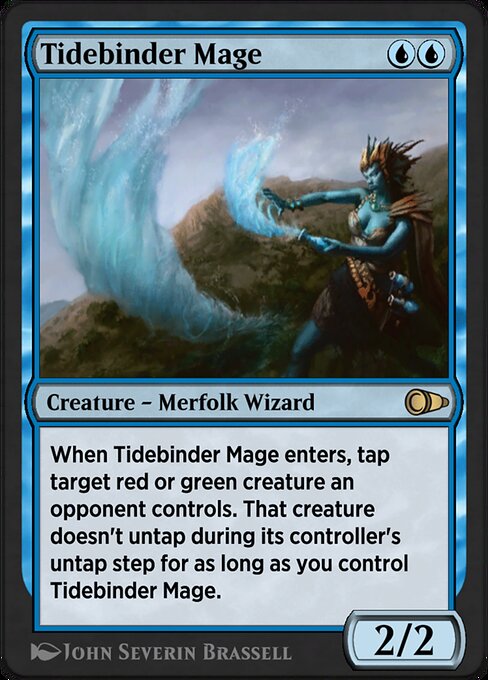 Tidebinder Mage
Creature – Merfolk Wizard
When Tidebinder Mage enters, tap
target red or green creature an
opponent controls. That creature
doesn't untap during its controller's
untap step for as long as you control
Tidebinder Mage.
2/2
John Severin Brassell